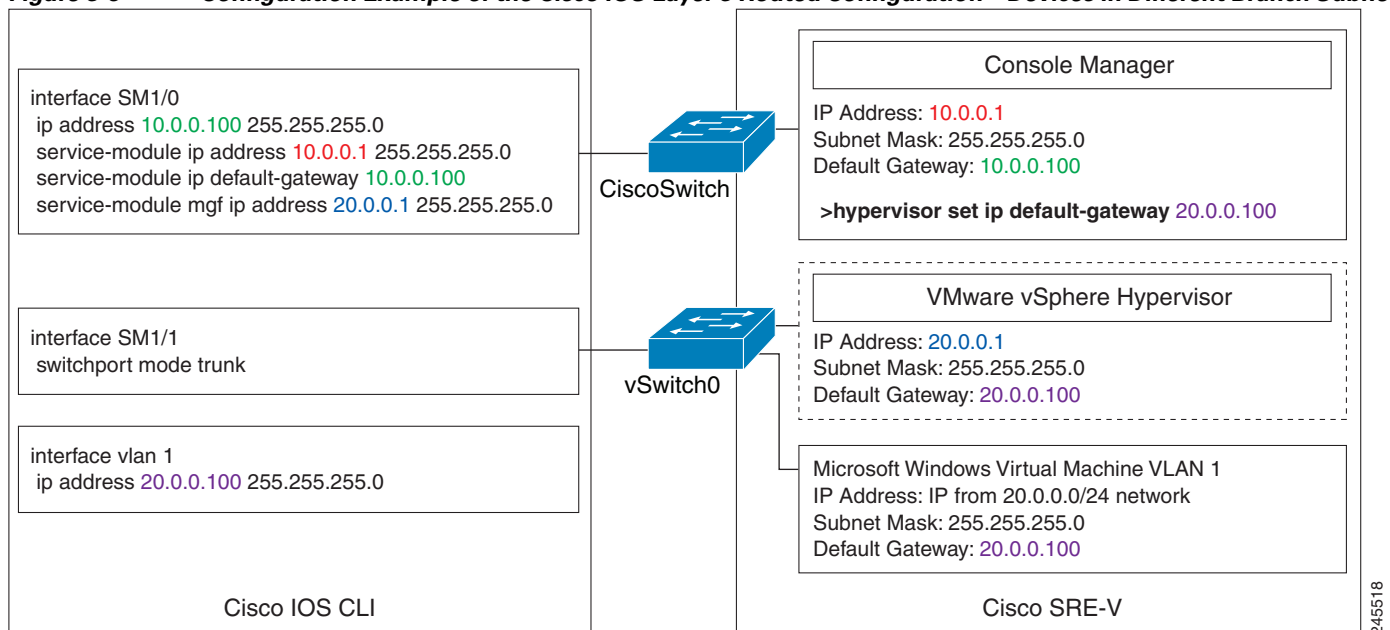 interface SM1/0
ip address 10.0.0.100 255.255.255.0
service-module ip address 10.0.0.1 255.255.255.0
service-module ip default-gateway 10.0.0.100
service-module mgf ip address 20.0.0.1 255.255.255.0
interface SM1/1
switchport mode trunk
interface vlan 1
ip address 20.0.0.100 255.255.255.0
Cisco IOS CLI
CiscoSwitch
vSwitch0
Console Manager
IP Address: 10.0.0.1
Subnet Mask: 255.255.255.0
Default Gateway: 10.0.0.100
>hypervisor set ip default-gateway 20.0.0.100
VMware vSphere Hypervisor
IP Address: 20.0.0.1
Subnet Mask: 255.255.255.0
Default Gateway: 20.0.0.100
Microsoft Windows Virtual Machine VLAN 1
IP Address: IP from 20.0.0.0/24 network
Subnet Mask: 255.255.255.0
Default Gateway: 20.0.0.100
Cisco SRE-V
245518